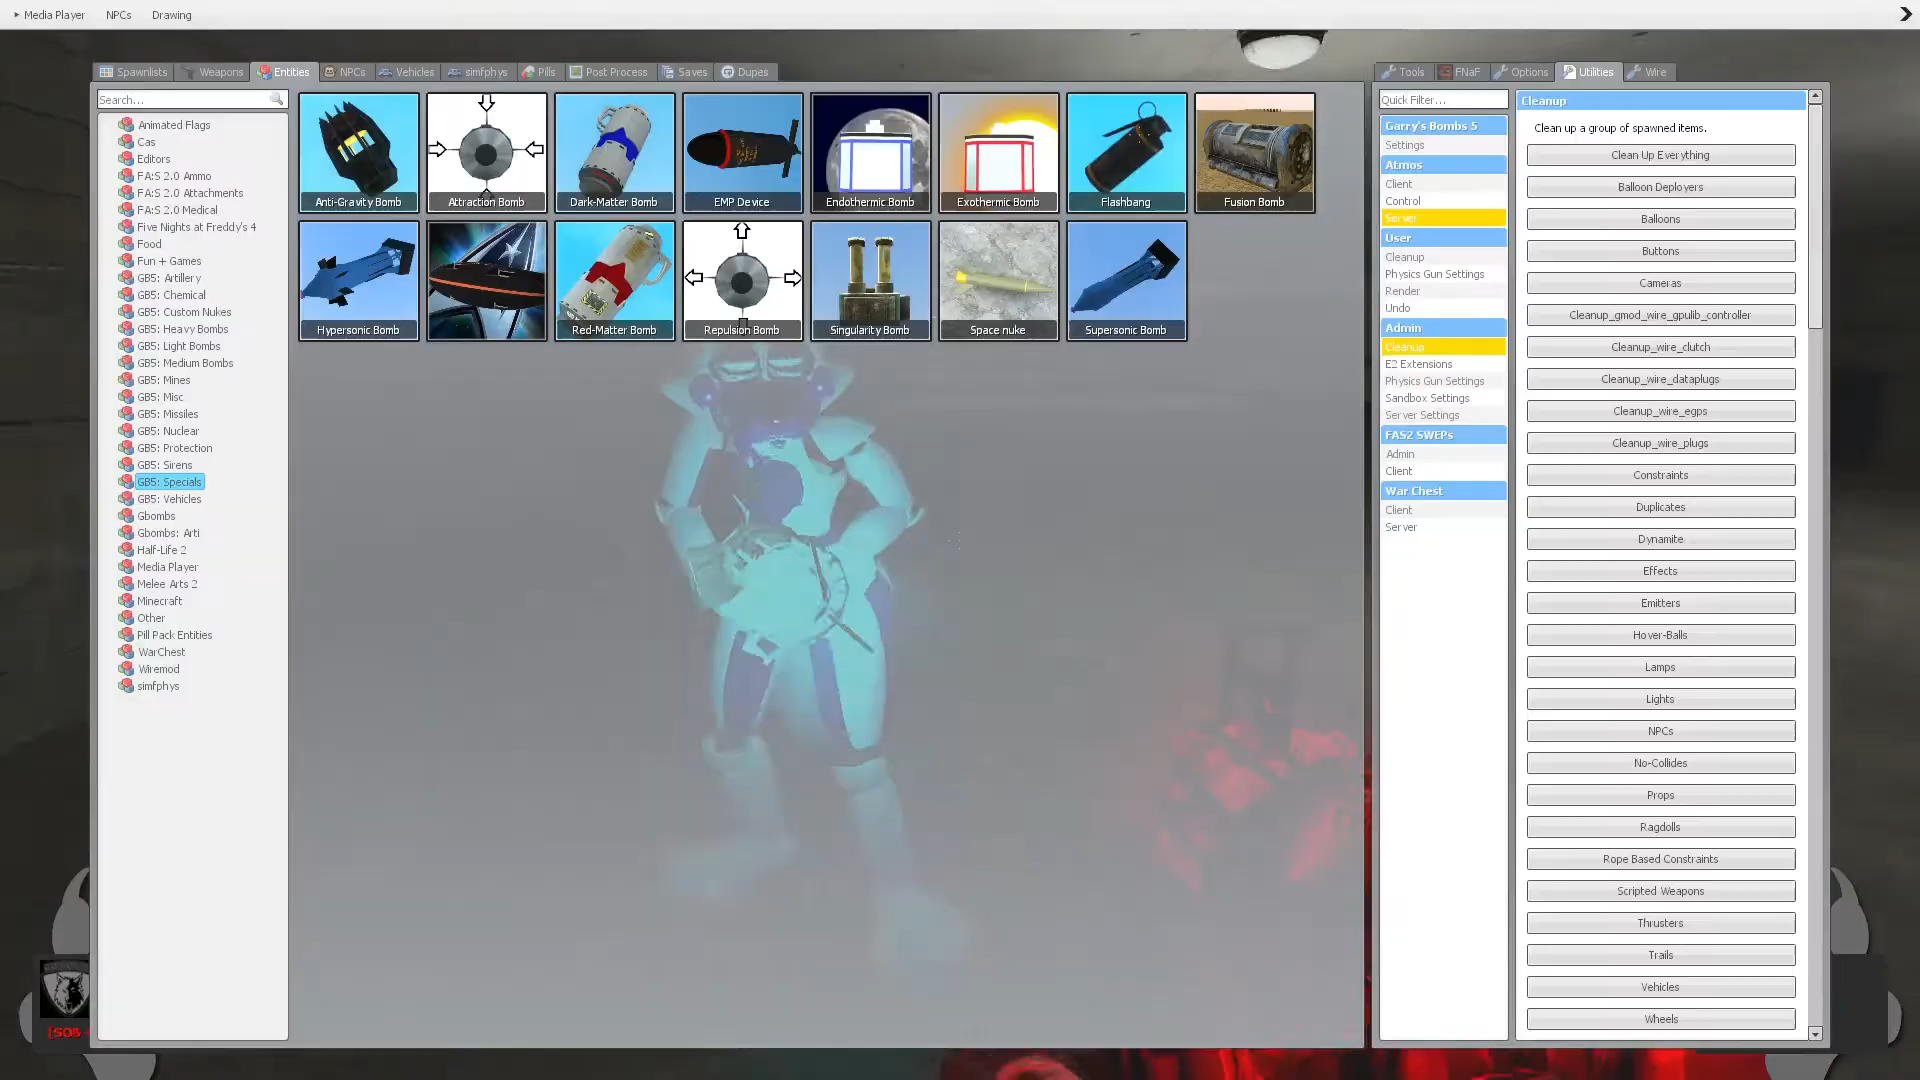 Media Player NPCs Drawing
Spawnlists Weapons Entities NPCs Vehicles simfphys Pills Post Process Saves Dupes
Tools FNaF Options Utilities Wire
Search...
Animated Flags
Cas
Editors
FA:S 2.0 Ammo
FA:S 2.0 Attachments
FA:S 2.0 Medical
Five Nights at Freddy's 4
Food
Fun + Games
GB5: Artillery
GB5: Chemical
GB5: Custom Nukes
GB5: Heavy Bombs
GB5: Light Bombs
GB5: Medium Bombs
GB5: Mines
GB5: Misc
GB5: Missiles
GB5: Nuclear
GB5: Protection
GB5: Sirens
GB5: Specials
GB5: Vehicles
Gbombs
Gbombs: Arti
Half-Life 2
Media Player
Melee Arts 2
Minecraft
Other
Pill Pack Entities
WarChest
Wiremod
simfphys
Anti-Gravity Bomb Attraction Bomb Dark-Matter Bomb EMP Device Endothermic Bomb Exothermic Bomb Flashbang Fusion Bomb
Hypersonic Bomb Red-Matter Bomb Repulsion Bomb Singularity Bomb Space nuke Supersonic Bomb
Quick Filter...
Garry's Bombs 5
Settings
Atmos
Client
Control
Server
User
Cleanup
Physics Gun Settings
Render
Undo
Admin
Cleanup
E2 Extensions
Physics Gun Settings
Sandbox Settings
Server Settings
FAS2 SWEPs
Admin
Client
War Chest
Client
Server
Cleanup
Clean up a group of spawned items.
Clean Up Everything
Balloon Deployers
Balloons
Buttons
Cameras
Cleanup_gmod_wire_gpulib_controller
Cleanup_wire_clutch
Cleanup_wire_dataplugs
Cleanup_wire_egps
Cleanup_wire_plugs
Constraints
Duplicates
Dynamite
Effects
Emitters
Hover-Balls
Lamps
Lights
NPCs
No-Collides
Props
Ragdolls
Rope Based Constraints
Scripted Weapons
Thrusters
Trails
Vehicles
Wheels
[SOB